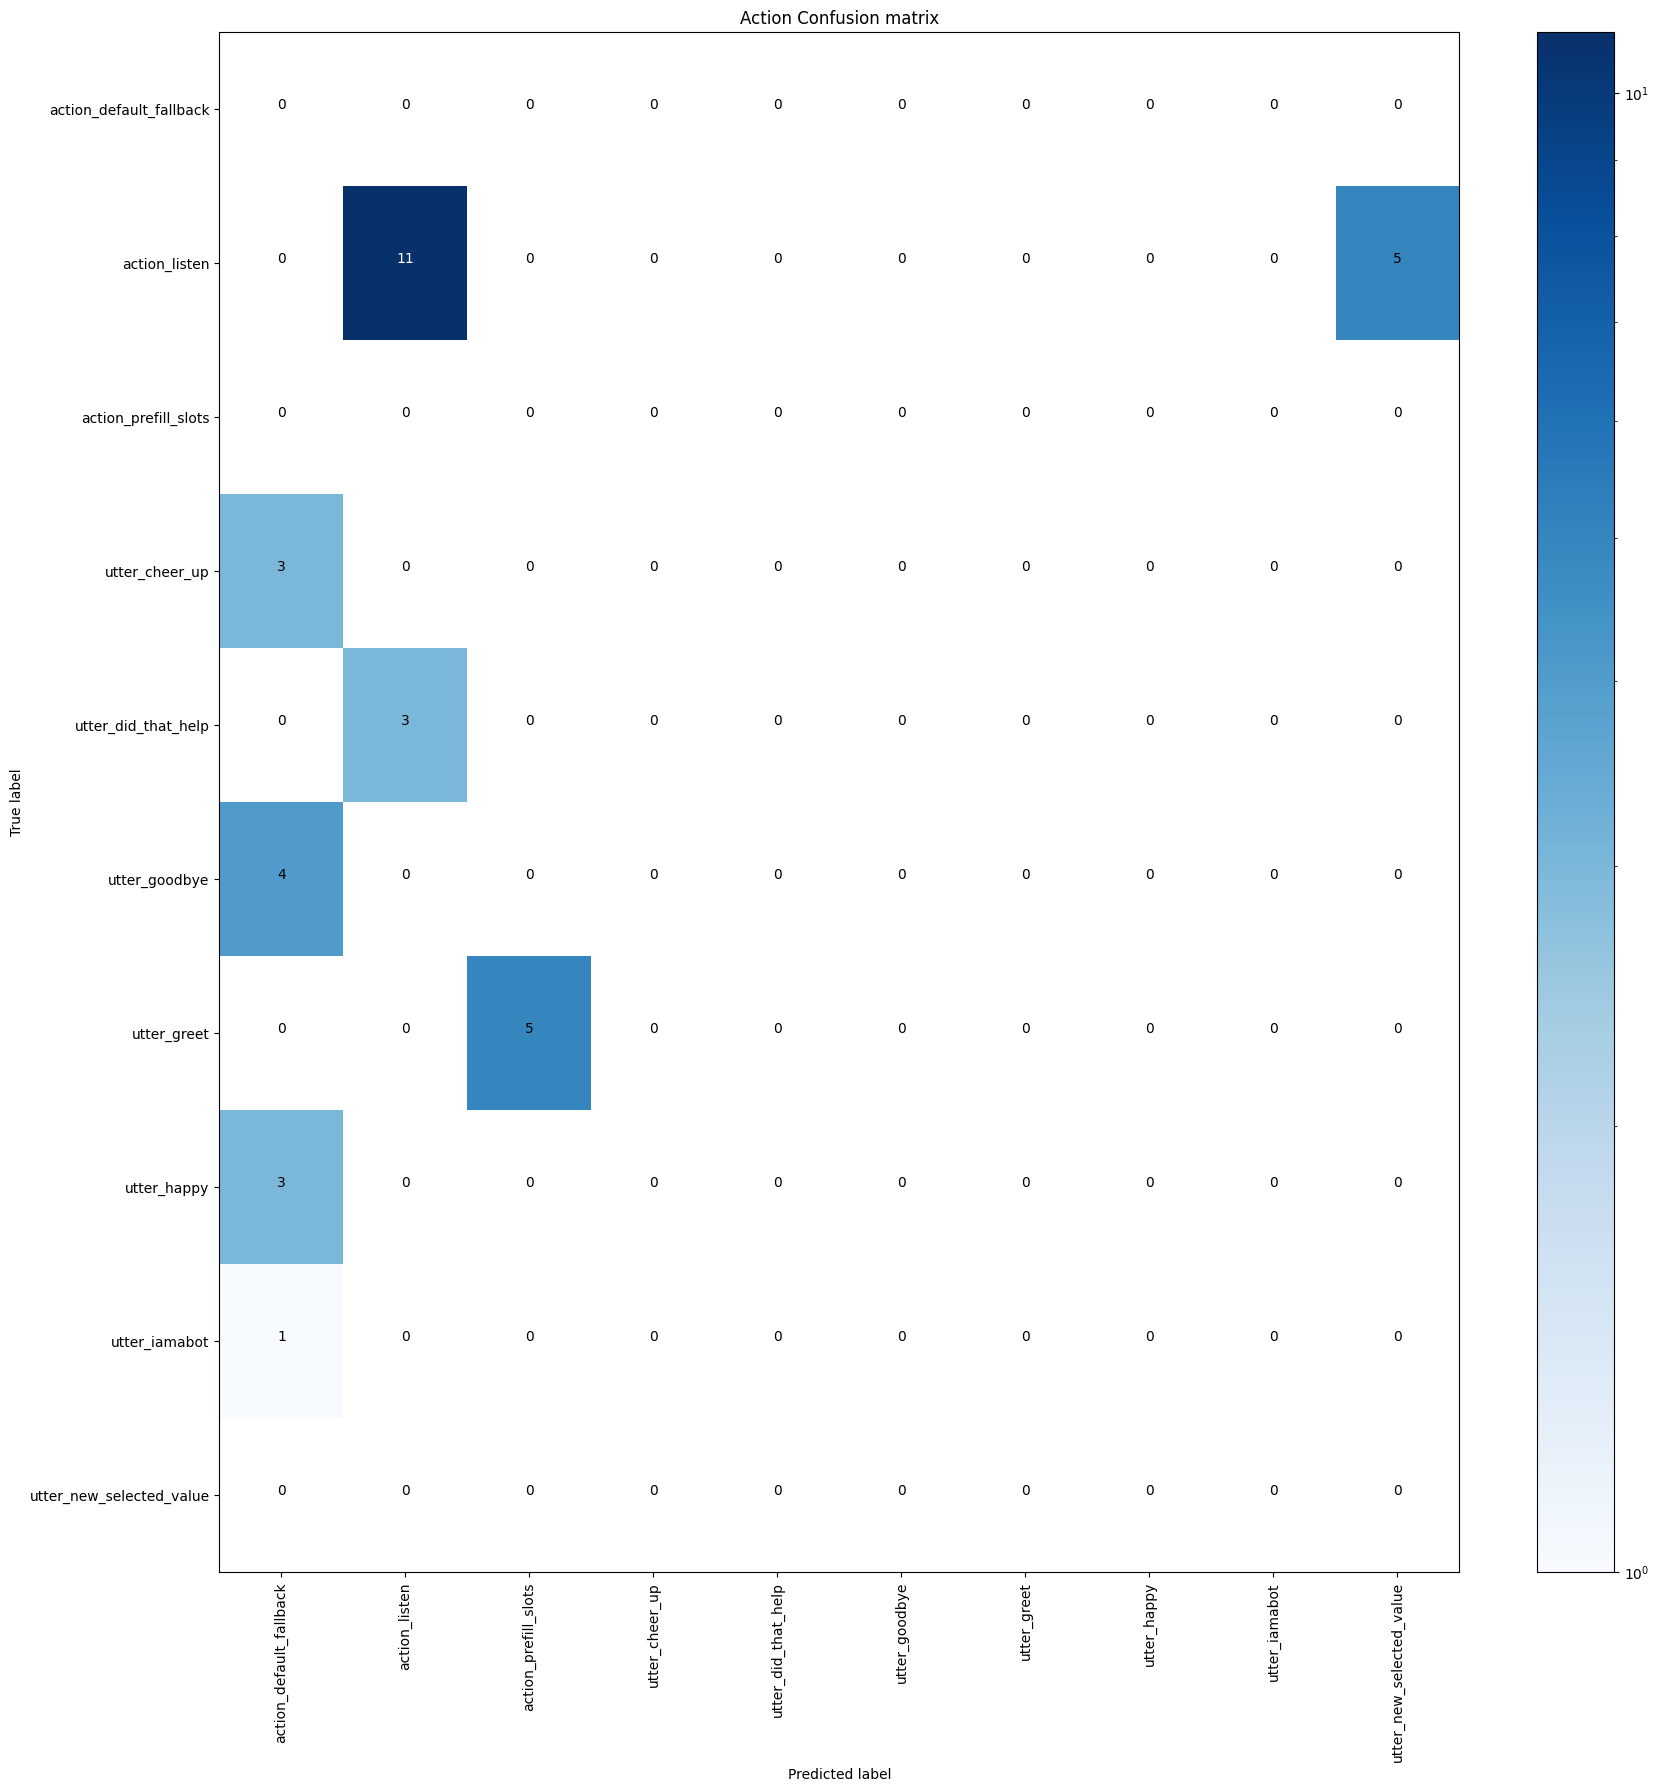 Action Confusion matrix
action_default_fallback 0 0 0 0 0 0 0 0 0 0
action_listen 0 11 0 0 0 0 0 0 0 5
action_prefill_slots 0 0 0 0 0 0 0 0 0 0
utter_cheer_up 3 0 0 0 0 0 0 0 0 0
utter_did_that_help 0 3 0 0 0 0 0 0 0 0
utter_goodbye 4 0 0 0 0 0 0 0 0 0
utter_greet 0 0 5 0 0 0 0 0 0 0
utter_happy 3 0 0 0 0 0 0 0 0 0
utter_iamabot 1 0 0 0 0 0 0 0 0 0
utter_new_selected_value 0 0 0 0 0 0 0 0 0 0
True label
action_default_fallback
action_listen
action_prefill_slots
utter_cheer_up
utter_did_that_help
utter_goodbye
utter_greet
utter_happy
utter_iamabot
utter_new_selected_value
Predicted label
10¹
10⁰